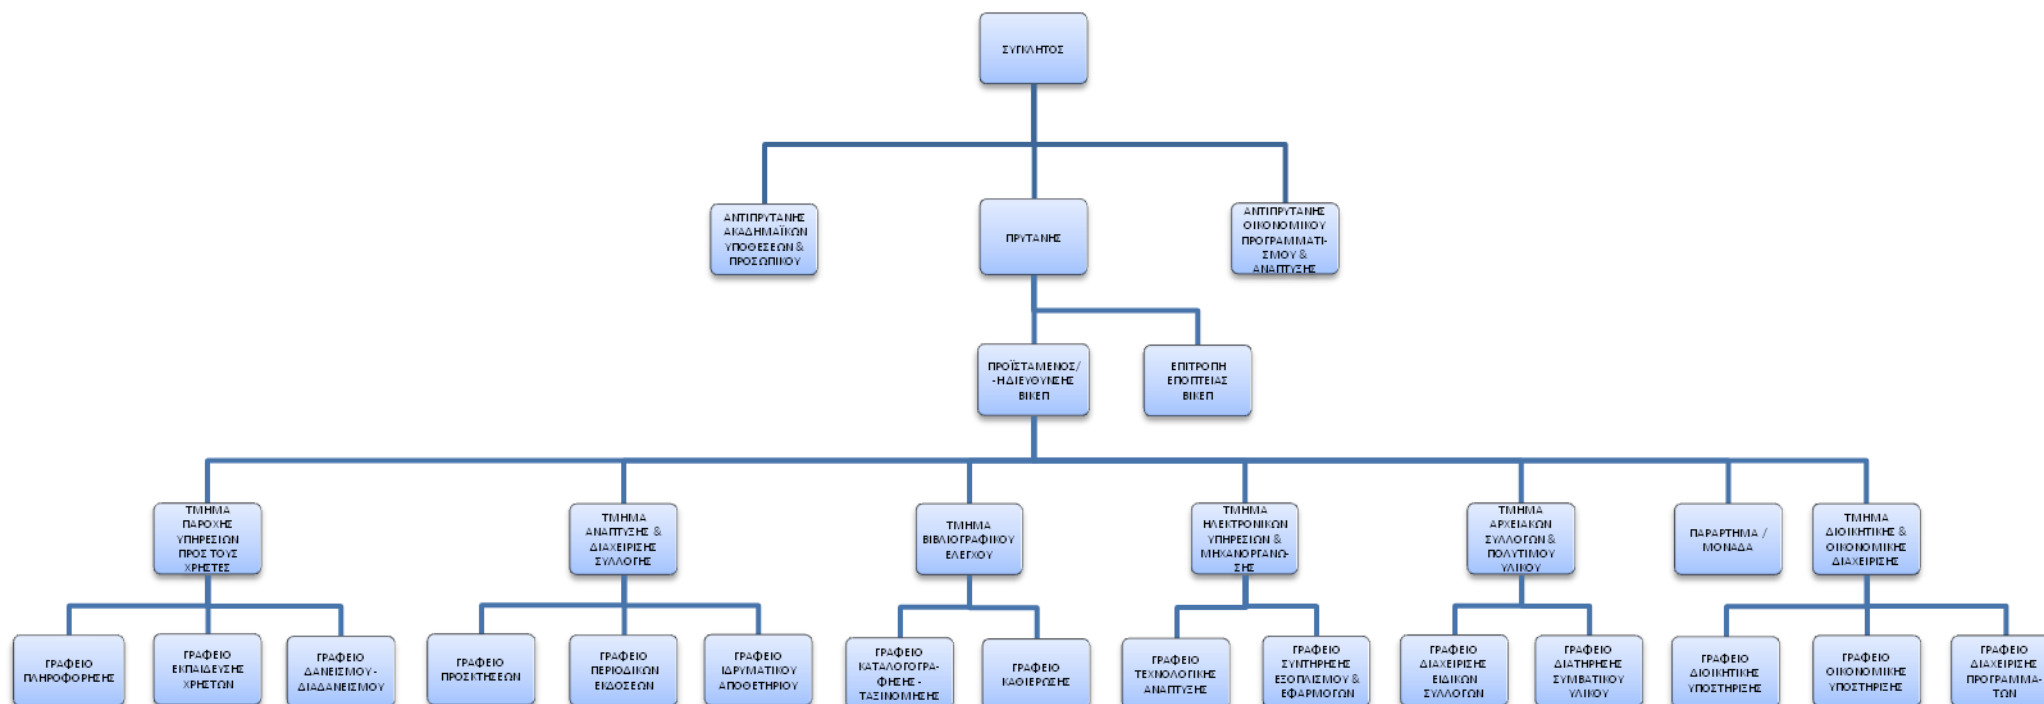 ΣΥΓΚΛΗΤΟΣ
ΑΝΤΙΠΡΥΤΑΝΗΣ
ΑΚΑΔΗΜΑΪΚΩΝ
ΥΠΟΘΕΣΕΩΝ &
ΠΡΟΣΩΠΙΚΟΥ
ΠΡΥΤΑΝΗΣ
ΑΝΤΙΠΡΥΤΑΝΗΣ
ΟΙΚΟΝΟΜΙΚΟΥ
ΠΡΟΓΡΑΜΜΑΤΙ-
ΣΜΟΥ &
ΑΝΑΠΤΥΞΗΣ
ΠΡΟΪΣΤΑΜΕΝΟΣ/
-Η ΔΙΕΥΘΥΝΣΗΣ
ΒΙΚΕΠ
ΕΠΙΤΡΟΠΗ
ΕΠΟΠΤΕΙΑΣ
ΒΙΚΕΠ
ΤΜΗΜΑ
ΠΑΡΟΧΗΣ
ΥΠΗΡΕΣΙΩΝ
ΠΡΟΣ ΤΟΥΣ
ΧΡΗΣΤΕΣ
ΤΜΗΜΑ
ΑΝΑΠΤΥΞΗΣ &
ΔΙΑΧΕΙΡΙΣΗΣ
ΣΥΛΛΟΓΗΣ
ΤΜΗΜΑ
ΒΙΒΛΙΟΓΡΑΦΙΚΟΥ
ΕΛΕΓΧΟΥ
ΤΜΗΜΑ
ΗΛΕΚΤΡΟΝΙΚΩΝ
ΥΠΗΡΕΣΙΩΝ &
ΜΗΧΑΝΟΡΓΑΝΩ-
ΣΗΣ
ΤΜΗΜΑ
ΑΡΧΕΙΑΚΩΝ
ΣΥΛΛΟΓΩΝ &
ΠΟΛΥΤΙΜΟΥ
ΥΛΙΚΟΥ
ΠΑΡΑΡΤΗΜΑ /
ΜΟΝΑΔΑ
ΤΜΗΜΑ
ΔΙΟΙΚΗΤΙΚΗΣ &
ΟΙΚΟΝΟΜΙΚΗΣ
ΔΙΑΧΕΙΡΙΣΗΣ
ΓΡΑΦΕΙΟ
ΠΛΗΡΟΦΟΡΗΣΗΣ
ΓΡΑΦΕΙΟ
ΕΚΠΑΙΔΕΥΣΗΣ
ΧΡΗΣΤΩΝ
ΓΡΑΦΕΙΟ
ΔΑΝΕΙΣΜΟΥ -
ΔΙΑΔΑΝΕΙΣΜΟΥ
ΓΡΑΦΕΙΟ
ΠΡΟΣΚΤΗΣΕΩΝ
ΓΡΑΦΕΙΟ
ΠΕΡΙΟΔΙΚΩΝ
ΕΚΔΟΣΕΩΝ
ΓΡΑΦΕΙΟ
ΙΔΡΥΜΑΤΙΚΟΥ
ΑΠΟΘΕΤΗΡΙΟΥ
ΓΡΑΦΕΙΟ
ΚΑΤΑΛΟΓΟΓΡΑ-
ΦΗΣΗΣ -
ΤΑΞΙΝΟΜΗΣΗΣ
ΓΡΑΦΕΙΟ
ΚΑΘΙΕΡΩΣΗΣ
ΓΡΑΦΕΙΟ
ΤΕΧΝΟΛΟΓΙΚΗΣ
ΑΝΑΠΤΥΞΗΣ
ΓΡΑΦΕΙΟ
ΣΥΝΤΗΡΗΣΗΣ
ΕΞΟΠΛΙΣΜΟΥ &
ΕΦΑΡΜΟΓΩΝ
ΓΡΑΦΕΙΟ
ΔΙΑΧΕΙΡΙΣΗΣ
ΕΙΔΙΚΩΝ
ΣΥΛΛΟΓΩΝ
ΓΡΑΦΕΙΟ
ΔΙΑΤΗΡΗΣΗΣ
ΣΥΜΒΑΤΙΚΟΥ
ΥΛΙΚΟΥ
ΓΡΑΦΕΙΟ
ΔΙΟΙΚΗΤΙΚΗΣ
ΥΠΟΣΤΗΡΙΞΗΣ
ΓΡΑΦΕΙΟ
ΟΙΚΟΝΟΜΙΚΗΣ
ΥΠΟΣΤΗΡΙΞΗΣ
ΓΡΑΦΕΙΟ
ΔΙΑΧΕΙΡΙΣΗΣ
ΠΡΟΓΡΑΜΜΑ-
ΤΩΝ